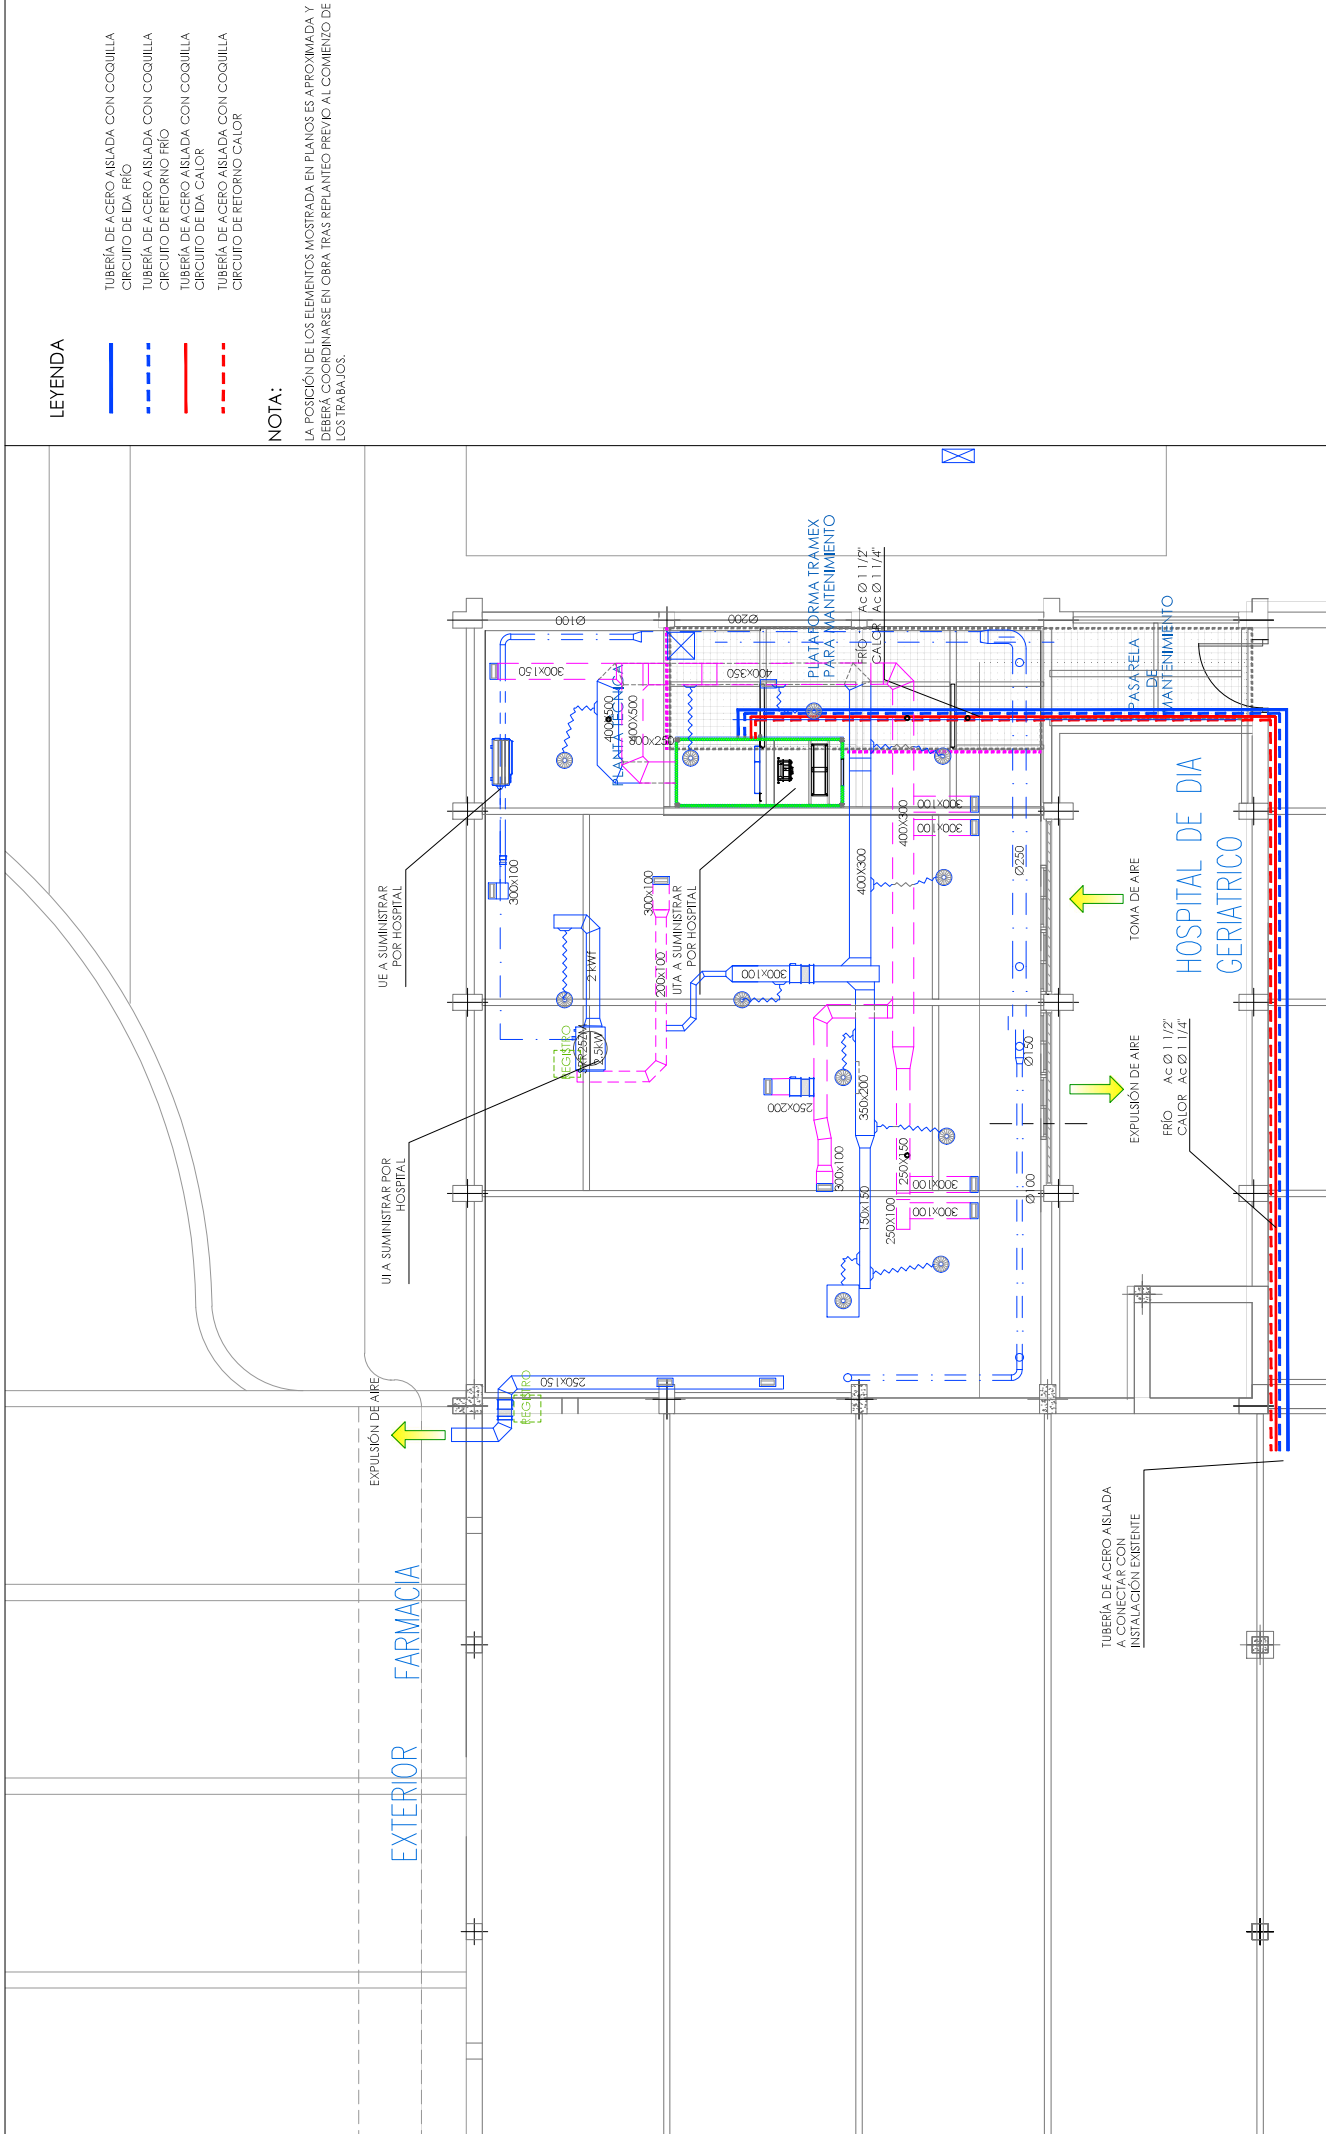 LEYENDA
TUBERÍA DE ACERO AISLADA CON COQUILLA
CIRCUITO DE IDA FRÍO
TUBERÍA DE ACERO AISLADA CON COQUILLA
CIRCUITO DE RETORNO FRÍO
TUBERÍA DE ACERO AISLADA CON COQUILLA
CIRCUITO DE IDA CALOR
TUBERÍA DE ACERO AISLADA CON COQUILLA
CIRCUITO DE RETORNO CALOR
NOTA:
LA POSICIÓN DE LOS ELEMENTOS MOSTRADA EN PLANOS ES APROXIMADA Y
DEBERÁ COORDINARSE EN OBRA TRAS REPLANTEO PREVIO AL COMIENZO DE
LOS TRABAJOS.
EXTERIOR
FARMACIA
EXPULSIÓN DE AIRE
UI A SUMINISTRAR POR
HOSPITAL
UE A SUMINISTRAR
POR HOSPITAL
REGISTRO
250x150
REGISTRO
2,5kW
2 kWf
300x100
Ø100
300x150
PLANTA TECNICA
400x500
400X500
300x100
200x100
UTA A SUMINISTRAR
POR HOSPITAL
Ø200
400x350
PLATAFORMA TRAMEX
PARA MANTENIMIENTO
FRÍO Ac Ø 1 1/2"
CALOR Ac Ø 1 1/4"
300x100
250x200
300x100
350x200
150x150
400X300
400X300
250X150
250X100
300x100
300x100
300x100
300x100
Ø250
Ø150
Ø100
TOMA DE AIRE
EXPULSIÓN DE AIRE
PASARELA
DE
MANTENIMIENTO
HOSPITAL DE DIA
GERIATRICO
FRÍO Ac Ø 1 1/2"
CALOR Ac Ø 1 1/4"
TUBERÍA DE ACERO AISLADA
A CONECTAR CON
INSTALACIÓN EXISTENTE